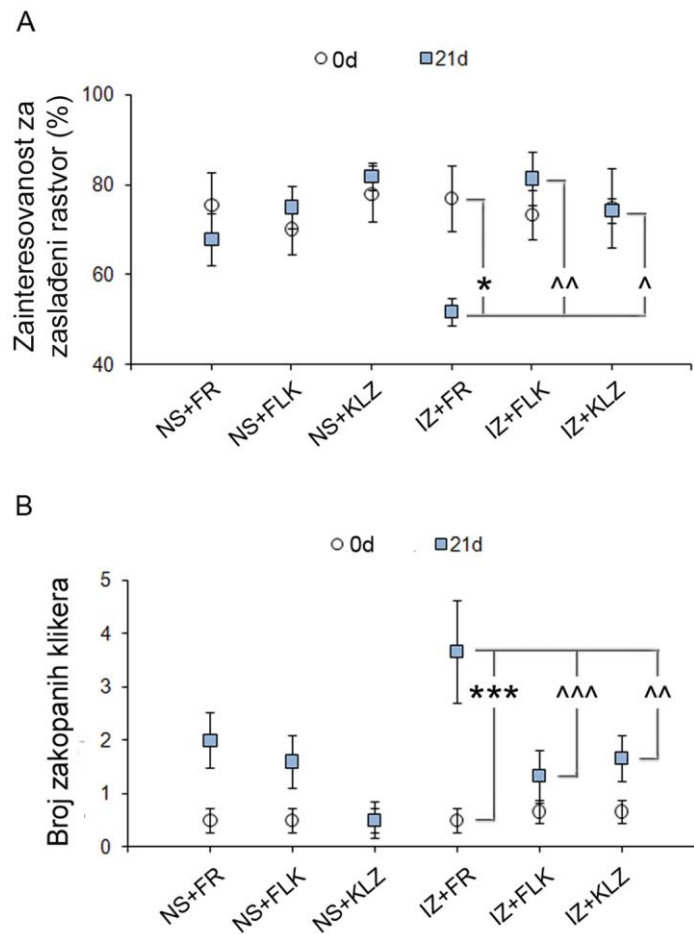 A
0d 21d
Zainteresovanost za
zaslađeni rastvor (%)
100
80
60
40
* ^^ ^
NS+FR NS+FLK NS+KLZ IZ+FR IZ+FLK IZ+KLZ
B
0d 21d
Broj zakopanih klikera
5
4
3
2
1
0
*** ^^^ ^^
NS+FR NS+FLK NS+KLZ IZ+FR IZ+FLK IZ+KLZ